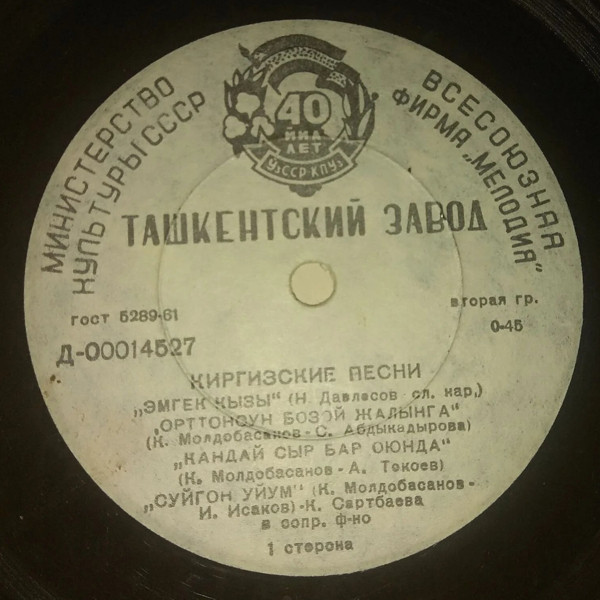 МИНИСТЕРСТВО
КУЛЬТУРЫ СССР
40
ЙИЛ
ЛЕТ
УзССР-КПУз
ВСЕСОЮЗНАЯ
ФИРМА „МЕЛОДИЯ"
ТАШКЕНТСКИЙ ЗАВОД
гост 5289-61
вторая гр.
Д-00014527
0-45
КИРГИЗСКИЕ ПЕСНИ
„ЭМГЕК КЫЗЫ" (Н. Давлесов сл. нар.)
„ОРТТОНСУН БОЗОЙ ЖАЛЫНГА"
(К. Молдобасанов - С. Абдыкадырова)
„КАНДАЙ СЫР БАР ОЮНДА"
(К. Молдобасанов - А. Токоев)
„СУЙГОН УЙУМ" (К. Молдобасанов-
И. Исаков)-К. Сартбаева
в сопр. ф-но
1 сторона